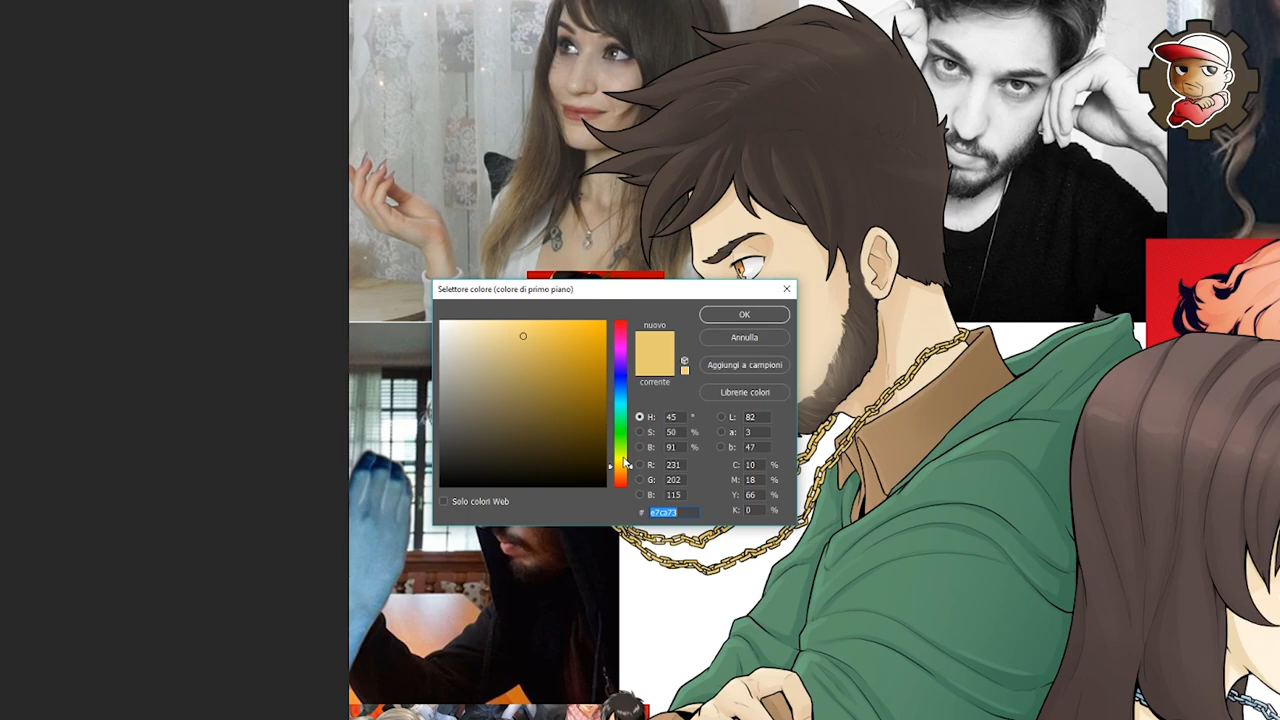 Selettore colore (colore di primo piano)
nuovo
corrente
OK
Annulla
Aggiungi a campioni
Librerie colori
H: 45 °
S: 50 %
B: 91 %
R: 231
G: 202
B: 115
# e7ca73
L: 82
a: 3
b: 47
C: 10 %
M: 18 %
Y: 66 %
K: 0 %
Solo colori Web